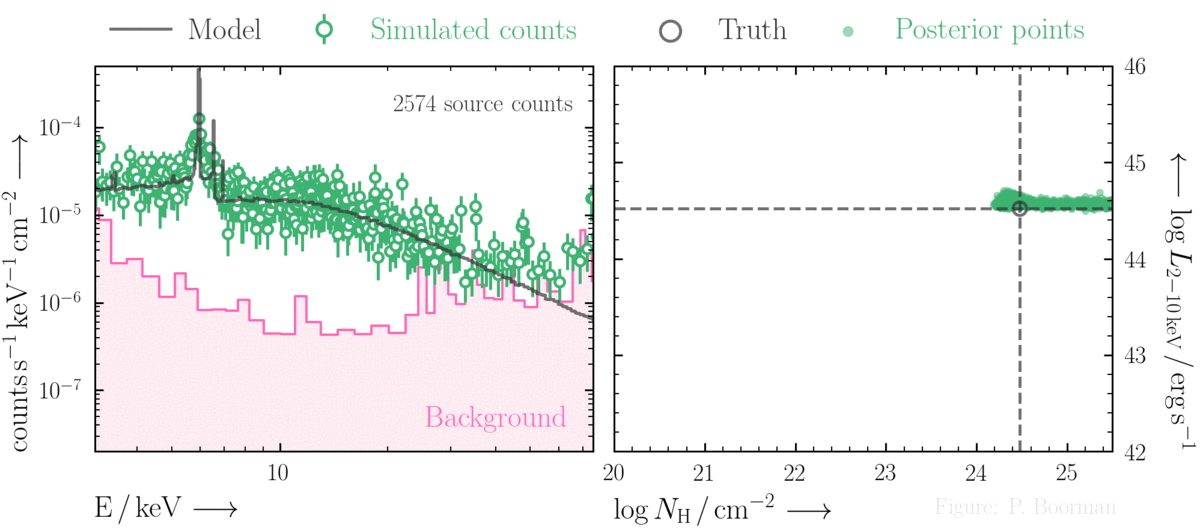 Model Simulated counts Truth Posterior points
2574 source counts
10⁻⁴
10⁻⁵
10⁻⁶
10⁻⁷
counts s⁻¹ keV⁻¹ cm⁻² ⟶
Background
10
E / keV ⟶
46
45
44
43
42
⟵ log L₂₋₁₀ keV / erg s⁻¹
20 21 22 23 24 25
log N_H / cm⁻² ⟶
Figure: P. Boorman